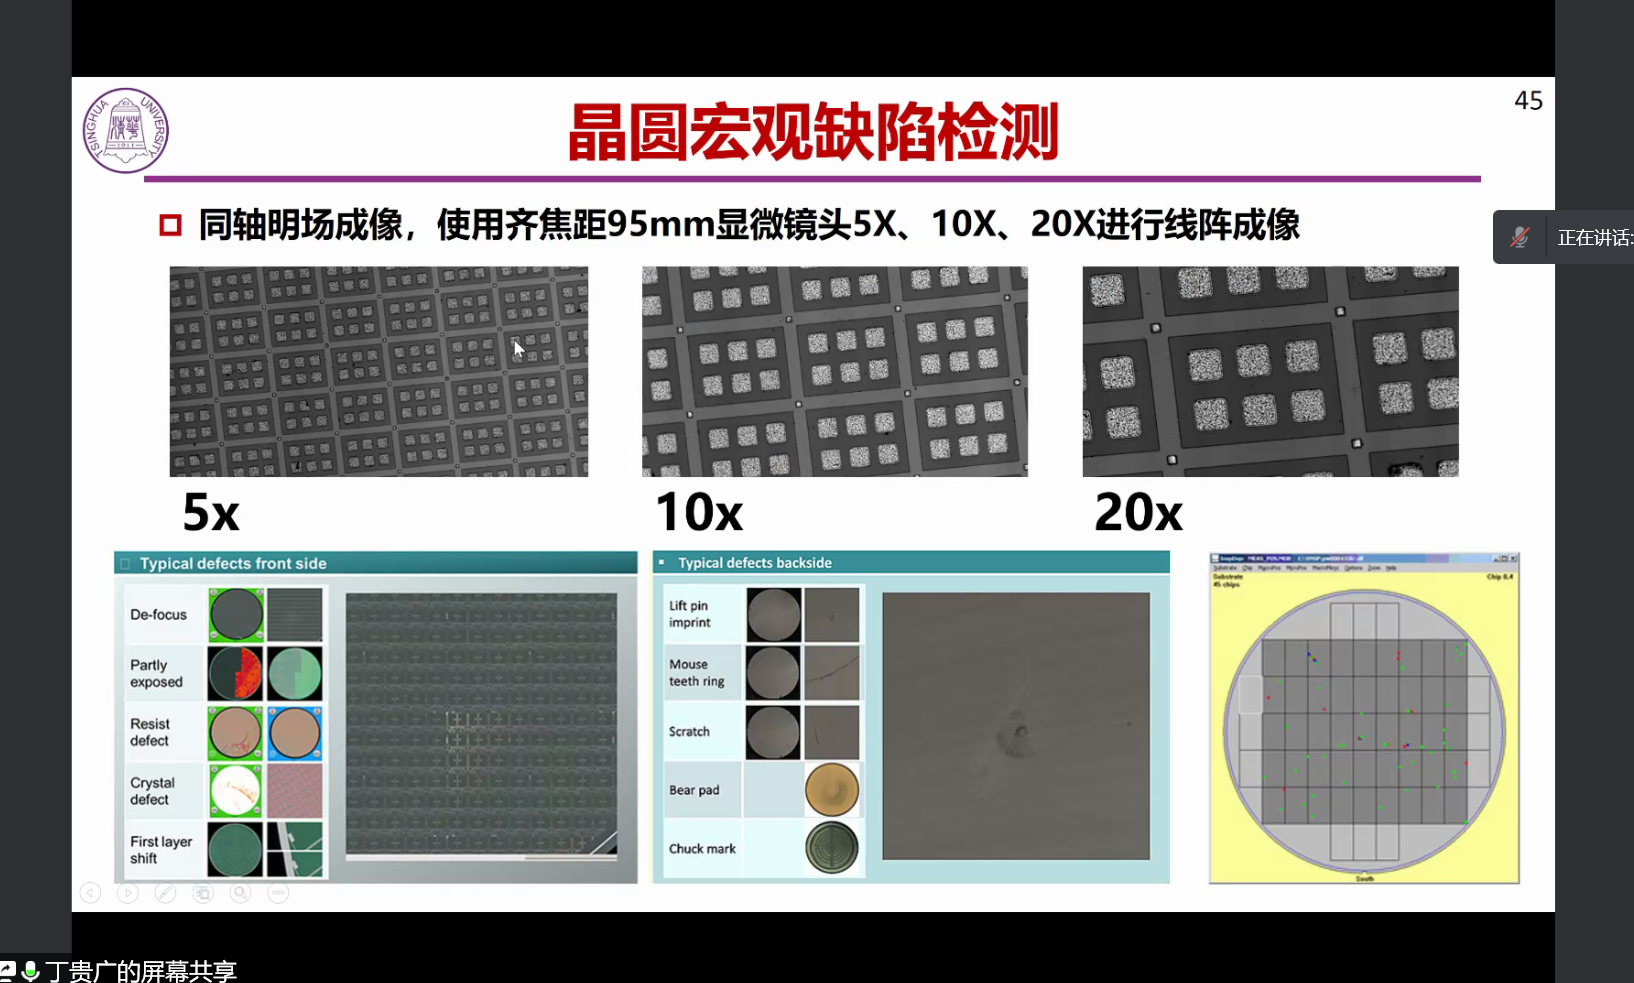 45
TSINGHUA UNIVERSITY
1911
晶圆宏观缺陷检测
同轴明场成像，使用齐焦距95mm显微镜头5X、10X、20X进行线阵成像
正在讲话:
5x
10x
20x
Typical defects front side
De-focus
Partly
exposed
Resist
defect
Crystal
defect
First layer
shift
Typical defects backside
Lift pin
imprint
Mouse
teeth ring
Scratch
Bear pad
Chuck mark
Substrate
45 chips
Chip 0,4
South
丁贵广的屏幕共享